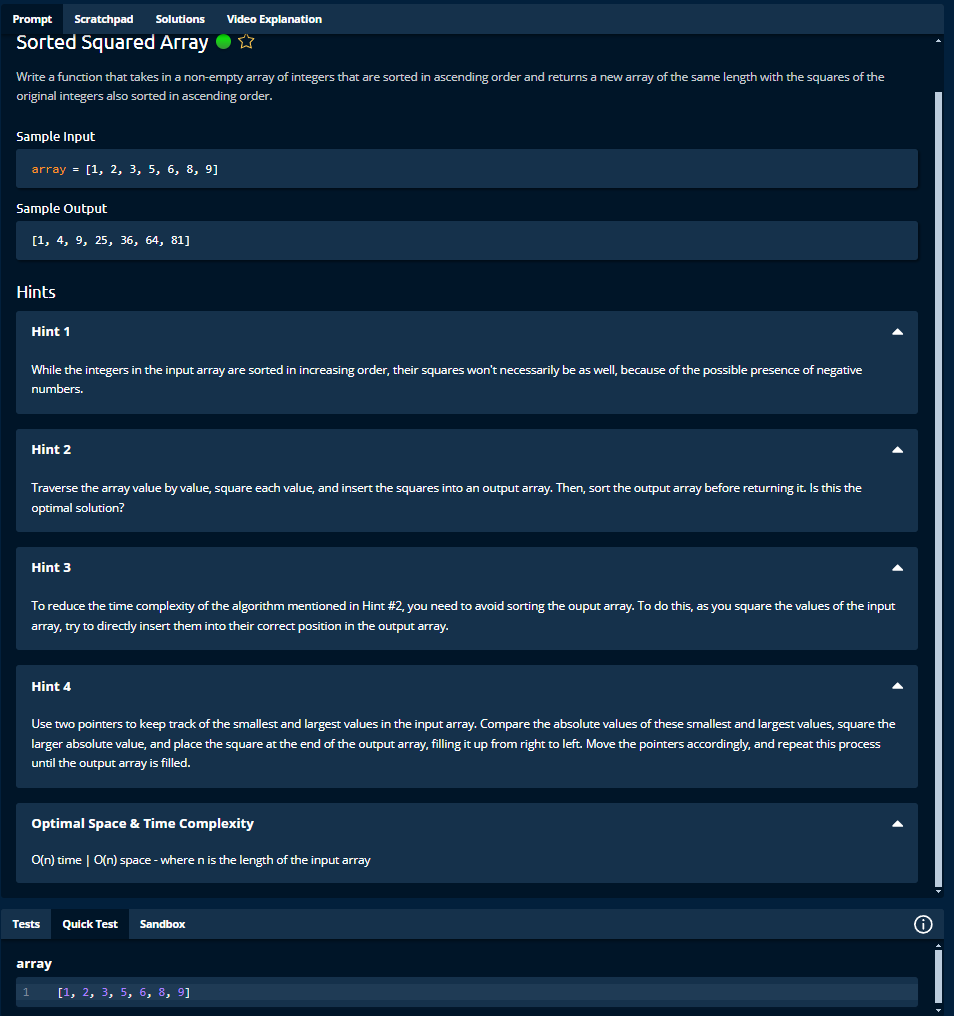 Prompt Scratchpad Solutions Video Explanation
Sorted Squared Array
Write a function that takes in a non-empty array of integers that are sorted in ascending order and returns a new array of the same length with the squares of the
original integers also sorted in ascending order.
Sample Input
array = [1, 2, 3, 5, 6, 8, 9]
Sample Output
[1, 4, 9, 25, 36, 64, 81]
Hints
Hint 1
While the integers in the input array are sorted in increasing order, their squares won't necessarily be as well, because of the possible presence of negative
numbers.
Hint 2
Traverse the array value by value, square each value, and insert the squares into an output array. Then, sort the output array before returning it. Is this the
optimal solution?
Hint 3
To reduce the time complexity of the algorithm mentioned in Hint #2, you need to avoid sorting the ouput array. To do this, as you square the values of the input
array, try to directly insert them into their correct position in the output array.
Hint 4
Use two pointers to keep track of the smallest and largest values in the input array. Compare the absolute values of these smallest and largest values, square the
larger absolute value, and place the square at the end of the output array, filling it up from right to left. Move the pointers accordingly, and repeat this process
until the output array is filled.
Optimal Space & Time Complexity
O(n) time | O(n) space - where n is the length of the input array
Tests Quick Test Sandbox
array
1 [1, 2, 3, 5, 6, 8, 9]